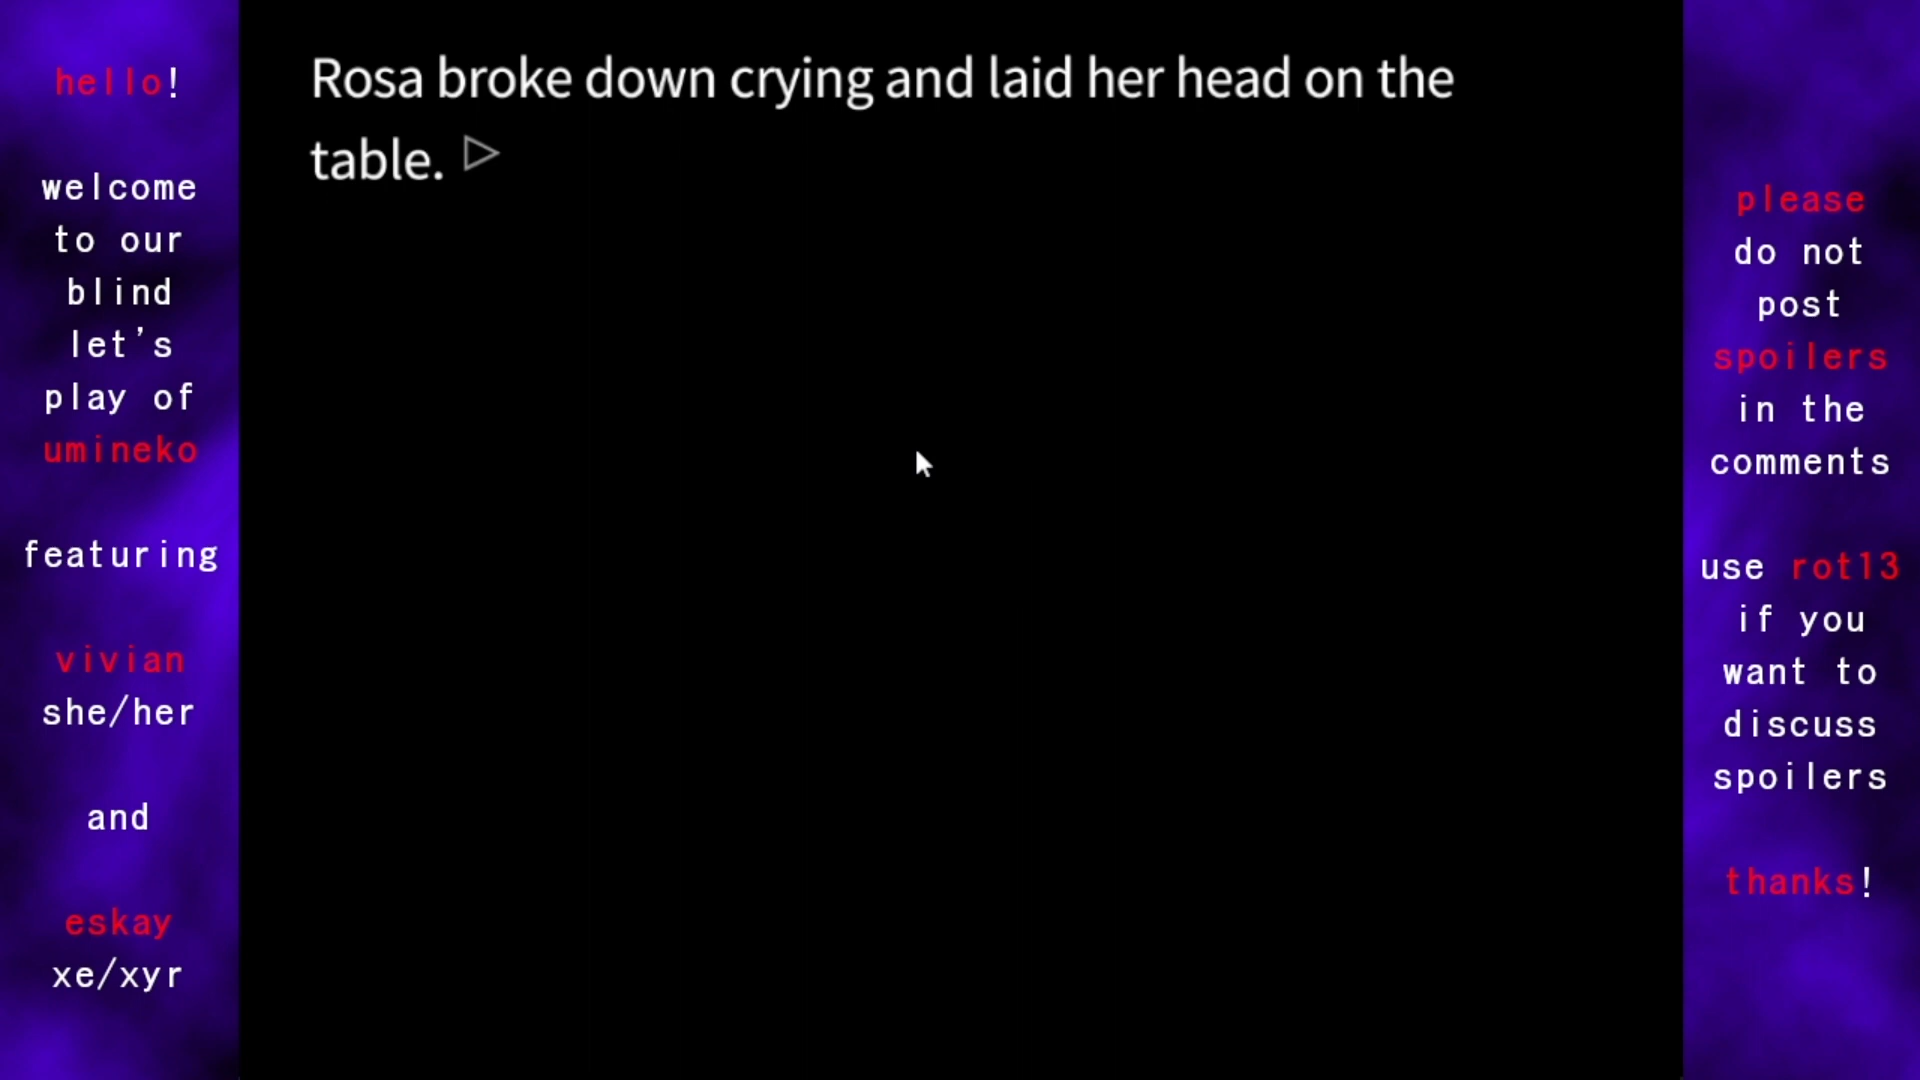 hello!
welcome
to our
blind
let's
play of
umineko
featuring
vivian
she/her
and
eskay
xe/xyr
Rosa broke down crying and laid her head on the
table.
please
do not
post
spoilers
in the
comments
use rot13
if you
want to
discuss
spoilers
thanks!